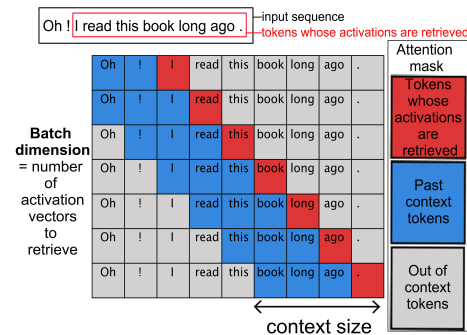 Oh ! I read this book long ago .
input sequence
tokens whose activations are retrieved
Attention
mask
Oh ! I read this book long ago .
Oh ! I read this book long ago .
Oh ! I read this book long ago .
Oh ! I read this book long ago .
Oh ! I read this book long ago .
Oh ! I read this book long ago .
Oh ! I read this book long ago .
Batch
dimension
= number
of
activation
vectors
to
retrieve
Tokens
whose
activations
are
retrieved
Past
context
tokens
Out of
context
tokens
context size